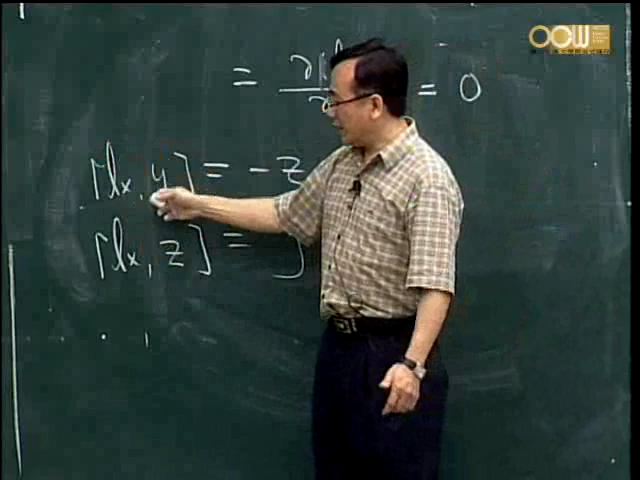 OCW
= ∂ / ∂ = 0
[lx, y] = - z
[lx, z] = y